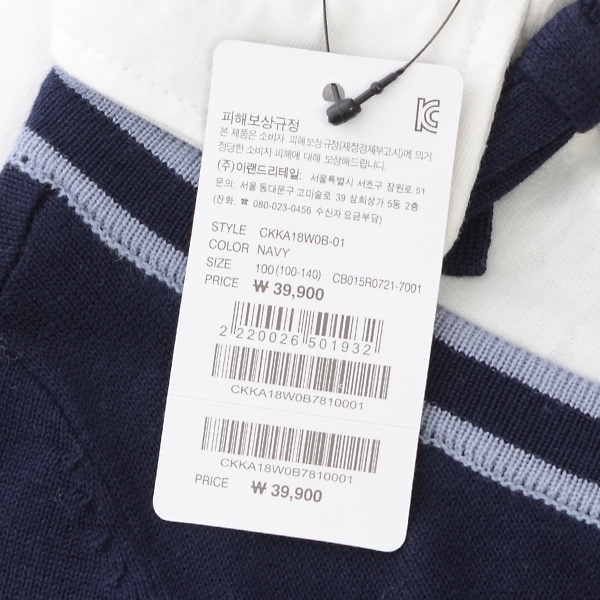 피해보상규정
본 제품은 소비자 피해보상규정(재정경제부고시)에 의거
정당한 소비자 피해에 대해 보상해드립니다.
(주)이랜드리테일: 서울특별시 서초구 잠원로 51
문의: 서울 동대문구 고미술로 39 삼희상가 5동 2층
(전화: ☎ 080-023-0456 수신자 요금부담)
STYLE CKKA18W0B-01
COLOR NAVY
SIZE 100(100-140) CB015R0721-7001
PRICE ₩ 39,900
2 220026 501932
CKKA18W0B7810001
CKKA18W0B7810001
PRICE ₩ 39,900